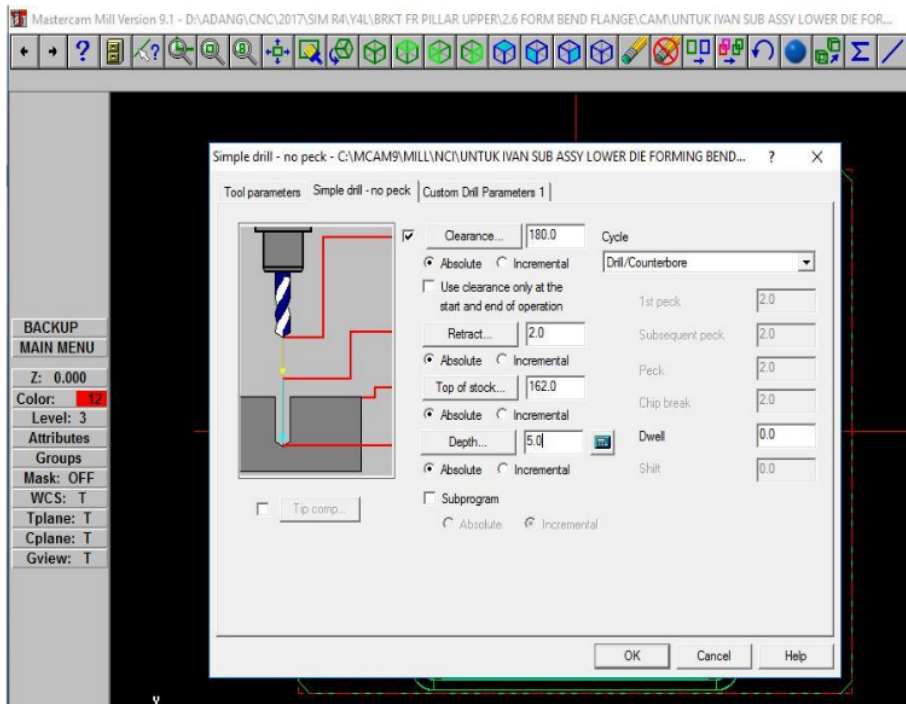 Mastercam Mill Version 9.1 - D:\ADANG\CNC\2017\SIM R4\Y4L\BRKT FR PILLAR UPPER\2.6 FORM BEND FLANGE\CAM\UNTUK IVAN SUB ASSY LOWER DIE FOR...
Simple drill - no peck - C:\MCAM9\MILL\NCI\UNTUK IVAN SUB ASSY LOWER DIE FORMING BEND... ? X
Tool parameters Simple drill - no peck Custom Drill Parameters 1
Clearance... 180.0 Cycle
Absolute Incremental Drill/Counterbore
Use clearance only at the
start and end of operation
1st peck 2.0
Retract... 2.0 Subsequent peck 2.0
Absolute Incremental
Peck 2.0
Top of stock... 162.0
Chip break 2.0
Absolute Incremental
Depth... 5.0 Dwell 0.0
Absolute Incremental Shift 0.0
Subprogram
Tip comp...
Absolute Incremental
OK Cancel Help
BACKUP
MAIN MENU
Z: 0.000
Color: 12
Level: 3
Attributes
Groups
Mask: OFF
WCS: T
Tplane: T
Cplane: T
Gview: T
Y